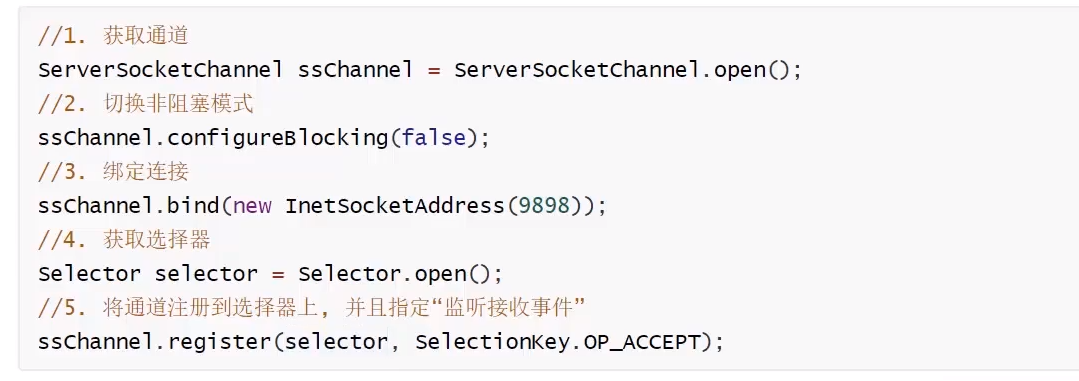 //1. 获取通道
ServerSocketChannel ssChannel = ServerSocketChannel.open();
//2. 切换非阻塞模式
ssChannel.configureBlocking(false);
//3. 绑定连接
ssChannel.bind(new InetSocketAddress(9898));
//4. 获取选择器
Selector selector = Selector.open();
//5. 将通道注册到选择器上, 并且指定“监听接收事件”
ssChannel.register(selector, SelectionKey.OP_ACCEPT);